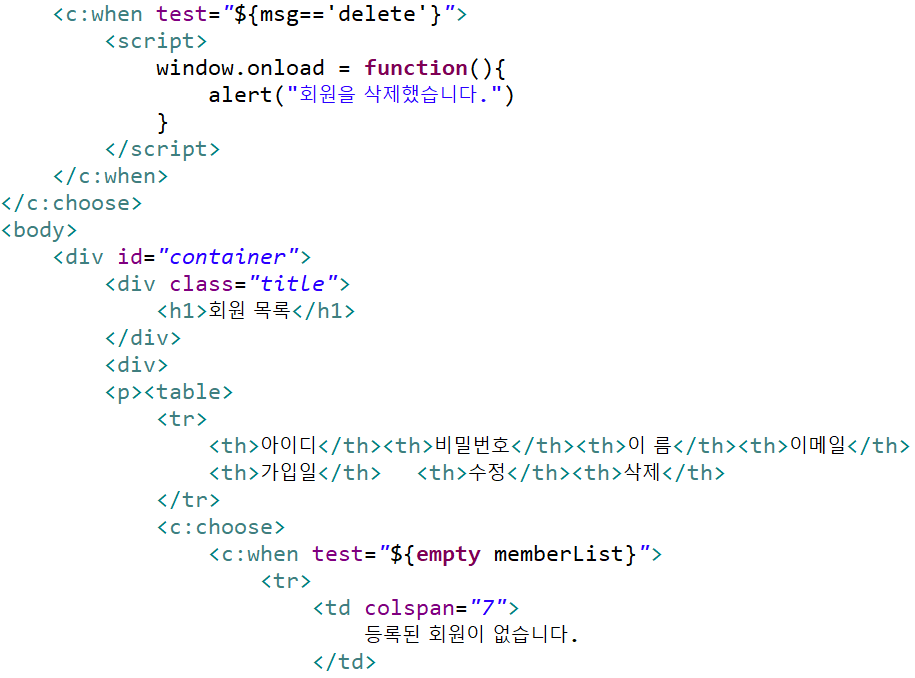 <c:when test="${msg=='delete'}">
<script>
window.onload = function(){
alert("회원을 삭제했습니다.")
}
</script>
</c:when>
</c:choose>
<body>
<div id="container">
<div class="title">
<h1>회원 목록</h1>
</div>
<div>
<p><table>
<tr>
<th>아이디</th><th>비밀번호</th><th>이 름</th><th>이메일</th>
<th>가입일</th>   <th>수정</th><th>삭제</th>
</tr>
<c:choose>
<c:when test="${empty memberList}">
<tr>
<td colspan="7">
등록된 회원이 없습니다.
</td>